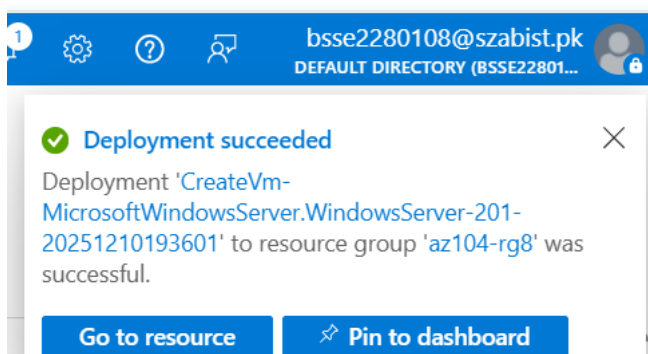 1
bsse2280108@szabist.pk
DEFAULT DIRECTORY (BSSE22801...
Deployment succeeded
Deployment 'CreateVm-
MicrosoftWindowsServer.WindowsServer-201-
20251210193601' to resource group 'az104-rg8' was
successful.
Go to resource
Pin to dashboard